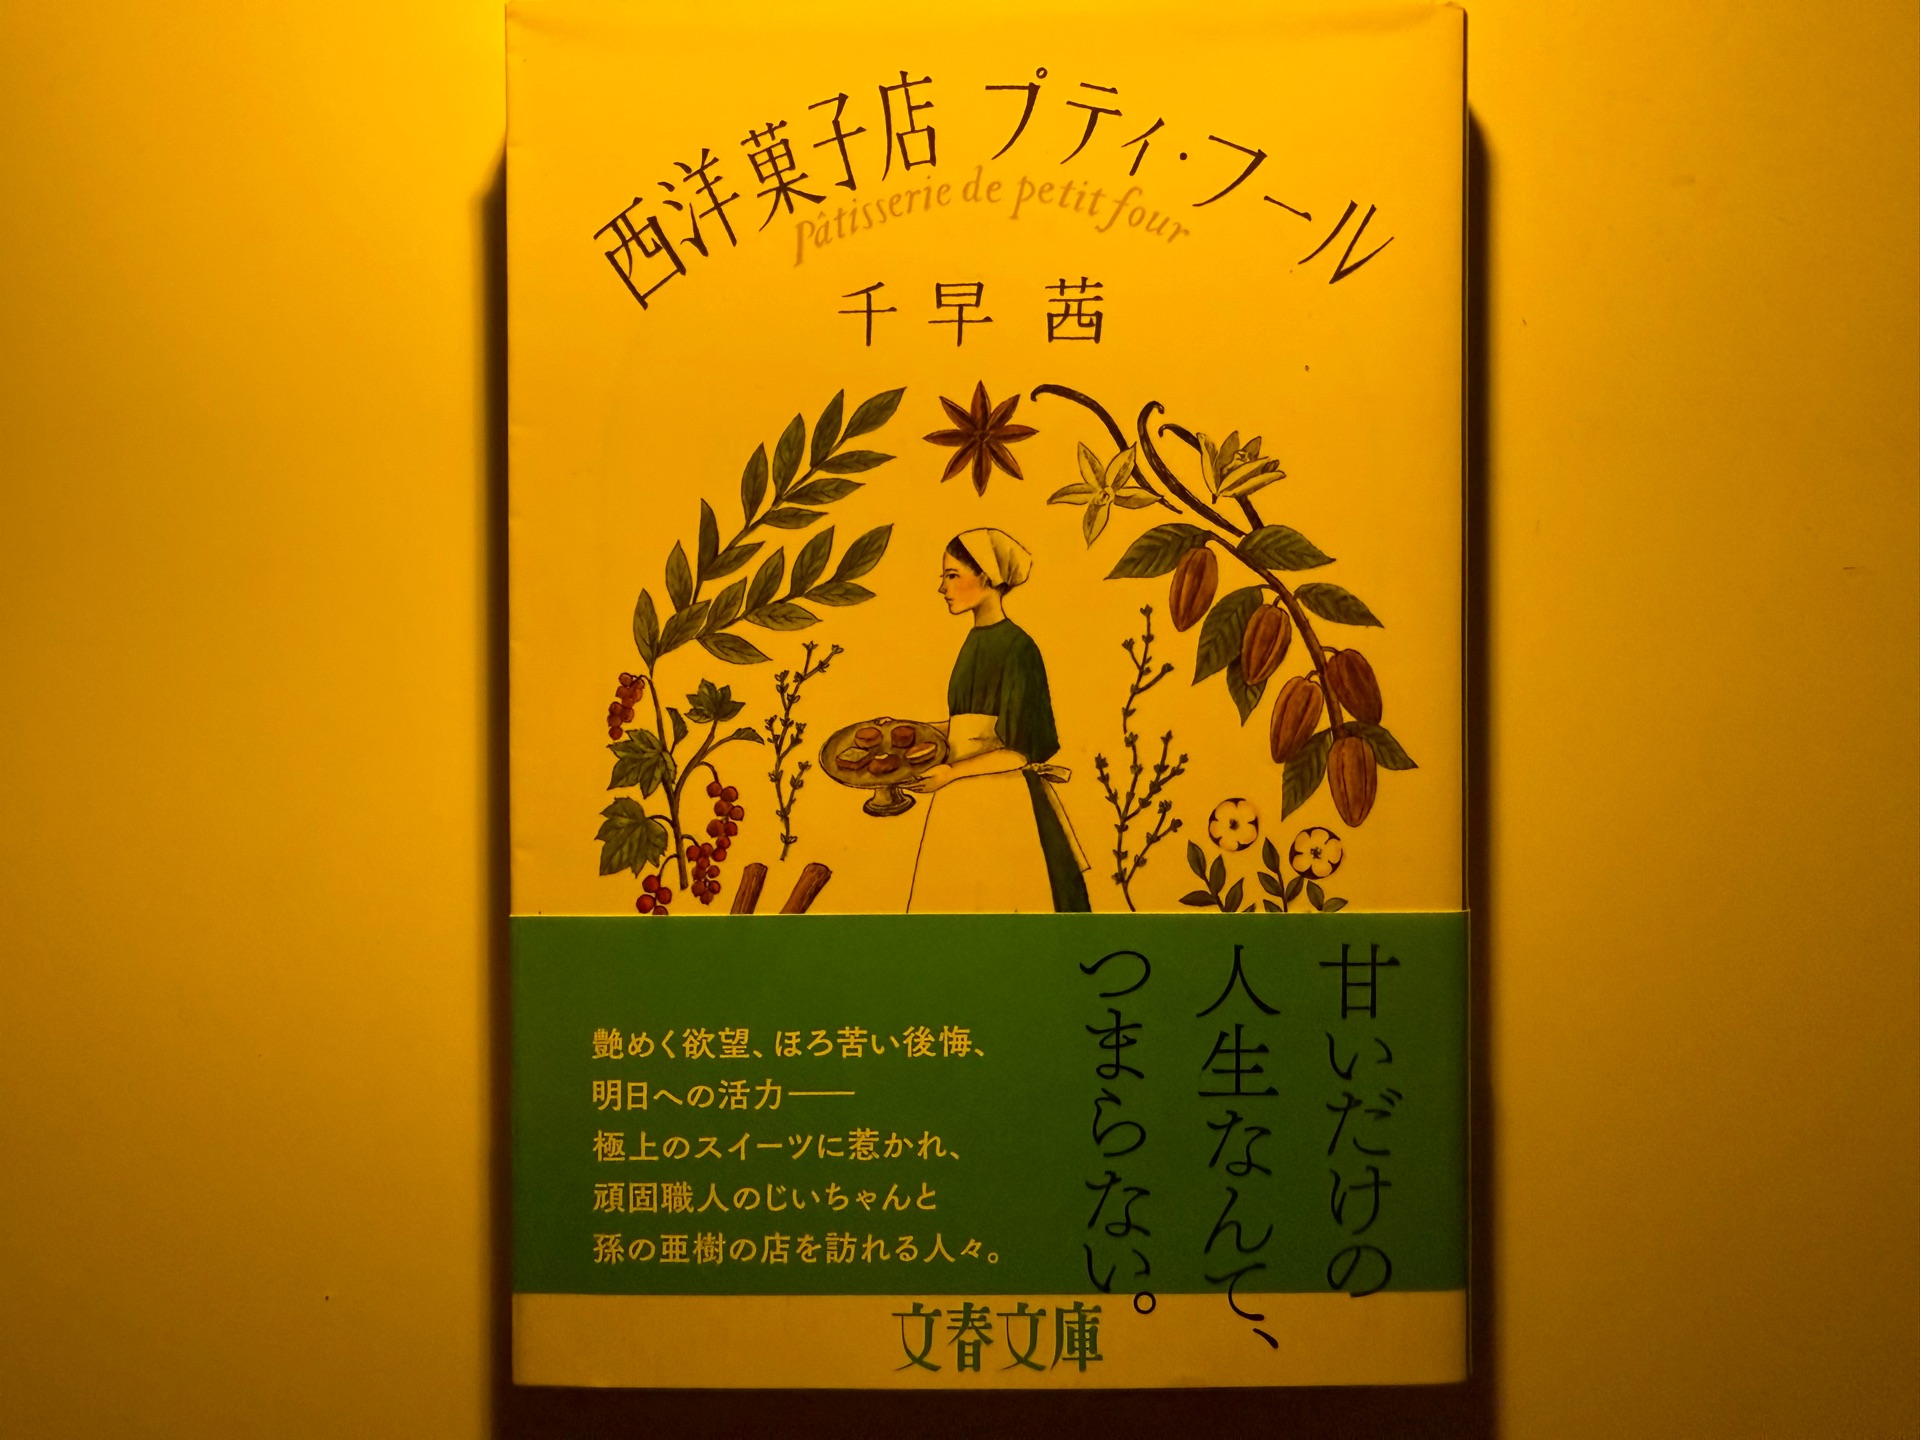 西洋菓子店 プティ・フール
Pâtisserie de petit four
千早 茜
甘いだけの
人生なんて、
つまらない。
艶めく欲望、ほろ苦い後悔、
明日への活力――
極上のスイーツに惹かれ、
頑固職人のじいちゃんと
孫の亜樹の店を訪れる人々。
文春文庫